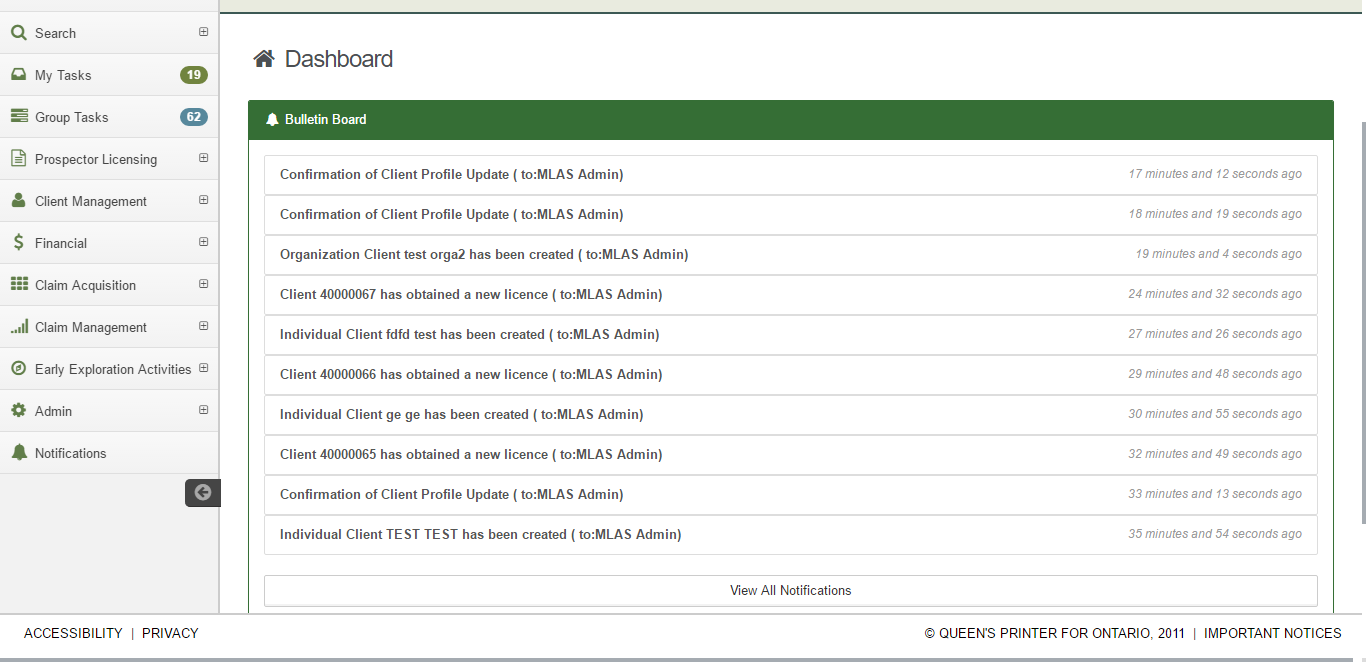 Search
My Tasks 19
Group Tasks 62
Prospector Licensing
Client Management
Financial
Claim Acquisition
Claim Management
Early Exploration Activities
Admin
Notifications
Dashboard
Bulletin Board
Confirmation of Client Profile Update ( to:MLAS Admin) 17 minutes and 12 seconds ago
Confirmation of Client Profile Update ( to:MLAS Admin) 18 minutes and 19 seconds ago
Organization Client test orga2 has been created ( to:MLAS Admin) 19 minutes and 4 seconds ago
Client 40000067 has obtained a new licence ( to:MLAS Admin) 24 minutes and 32 seconds ago
Individual Client fdfd test has been created ( to:MLAS Admin) 27 minutes and 26 seconds ago
Client 40000066 has obtained a new licence ( to:MLAS Admin) 29 minutes and 48 seconds ago
Individual Client ge ge has been created ( to:MLAS Admin) 30 minutes and 55 seconds ago
Client 40000065 has obtained a new licence ( to:MLAS Admin) 32 minutes and 49 seconds ago
Confirmation of Client Profile Update ( to:MLAS Admin) 33 minutes and 13 seconds ago
Individual Client TEST TEST has been created ( to:MLAS Admin) 35 minutes and 54 seconds ago
View All Notifications
ACCESSIBILITY | PRIVACY © QUEEN'S PRINTER FOR ONTARIO, 2011 | IMPORTANT NOTICES